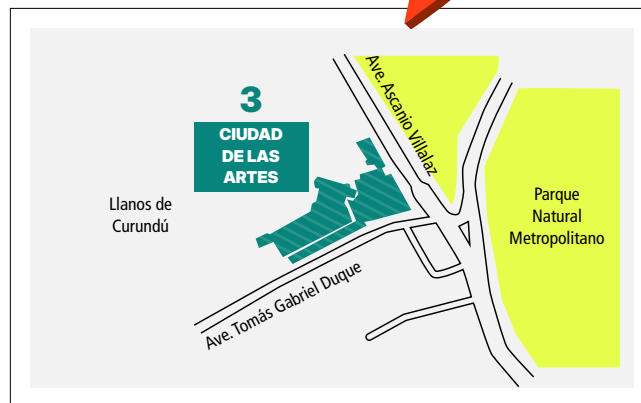 Ave. Ascanio Villalaz
3
CIUDAD
DE LAS
ARTES
Llanos de
Curundú
Parque
Natural
Metropolitano
Ave. Tomás Gabriel Duque